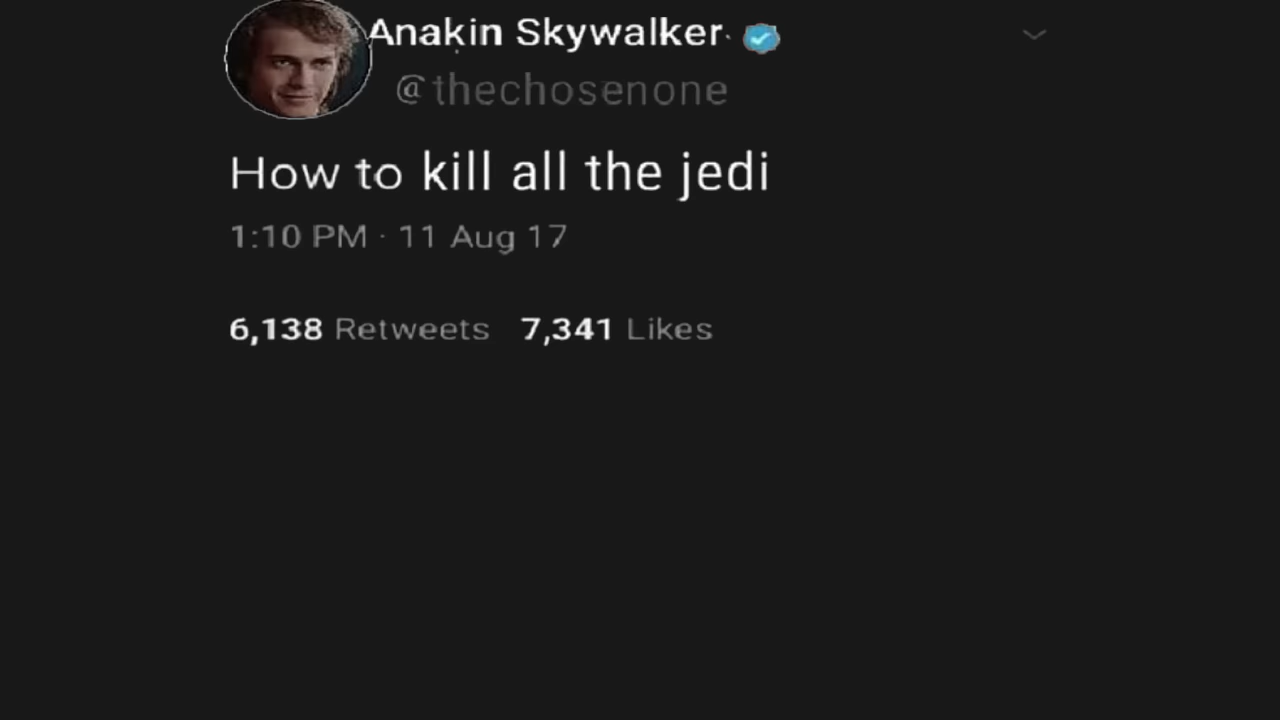 Anakin Skywalker
@thechosenone
How to kill all the jedi
1:10 PM · 11 Aug 17
6,138 Retweets 7,341 Likes